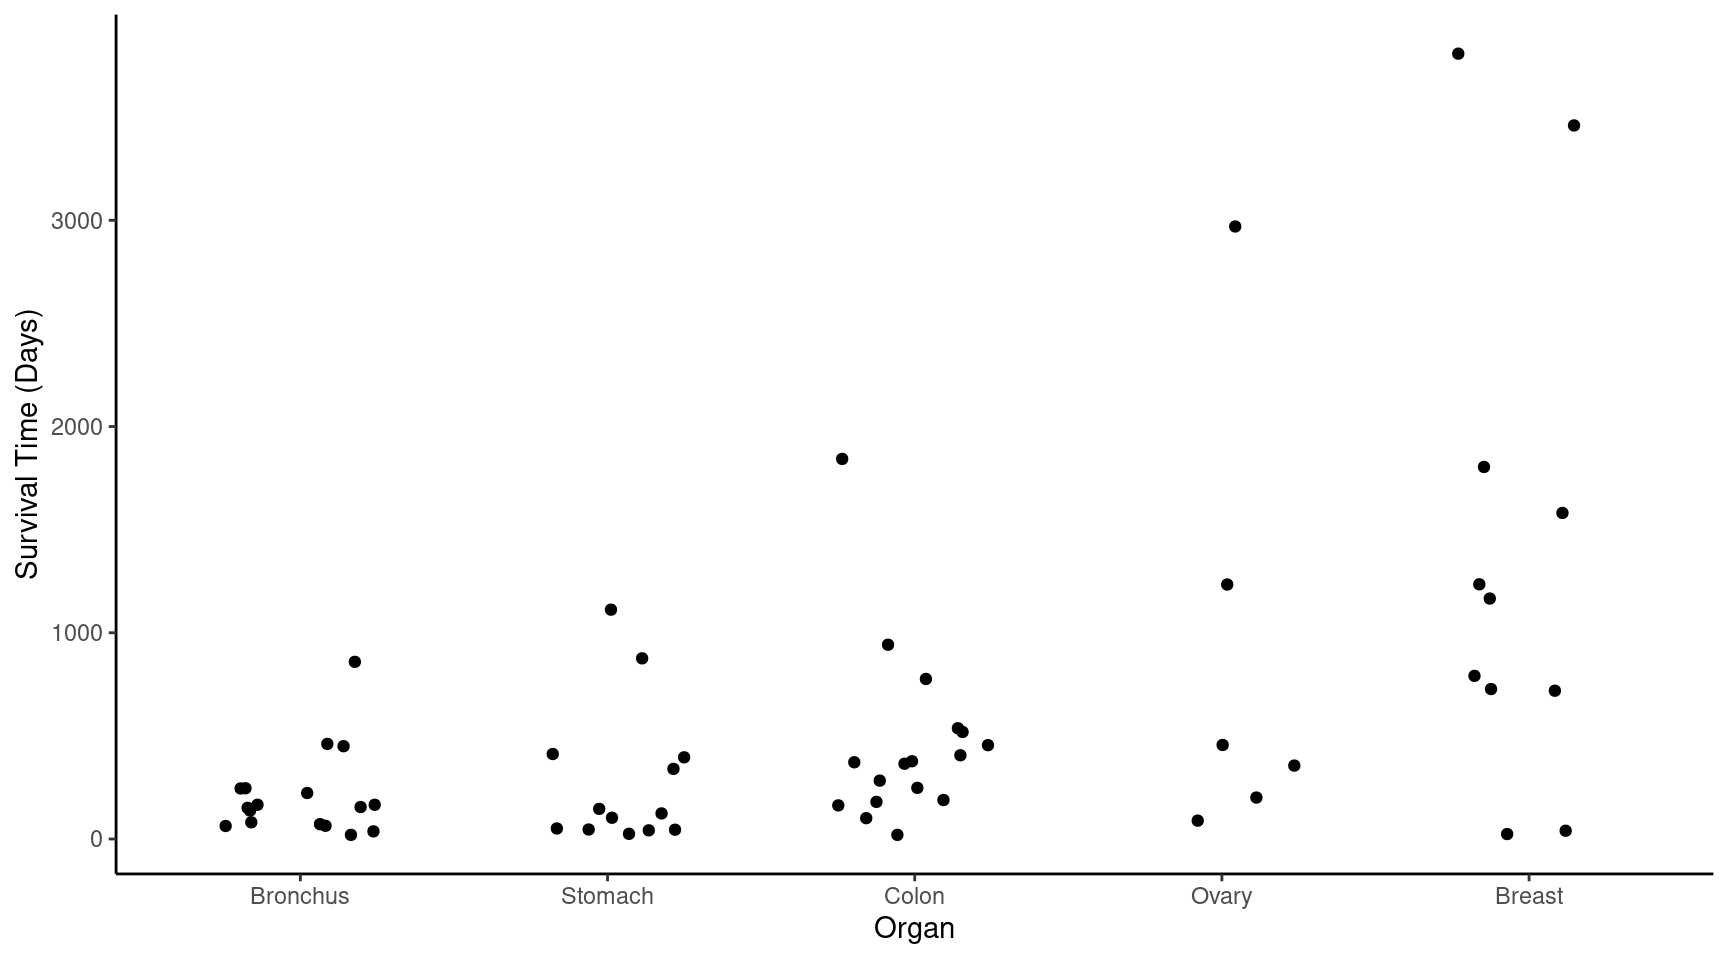 Survival Time (Days)
3000
2000
1000
0
Bronchus Stomach Colon Ovary Breast
Organ